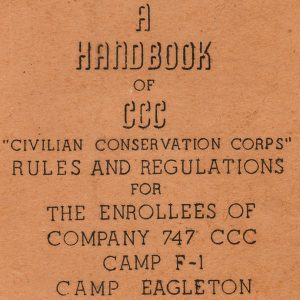 A
HANDBOOK
OF
CCC
"CIVILIAN CONSERVATION CORPS"
RULES AND REGULATIONS
FOR
THE ENROLLEES OF
COMPANY 747 CCC
CAMP F-1
CAMP EAGLETON